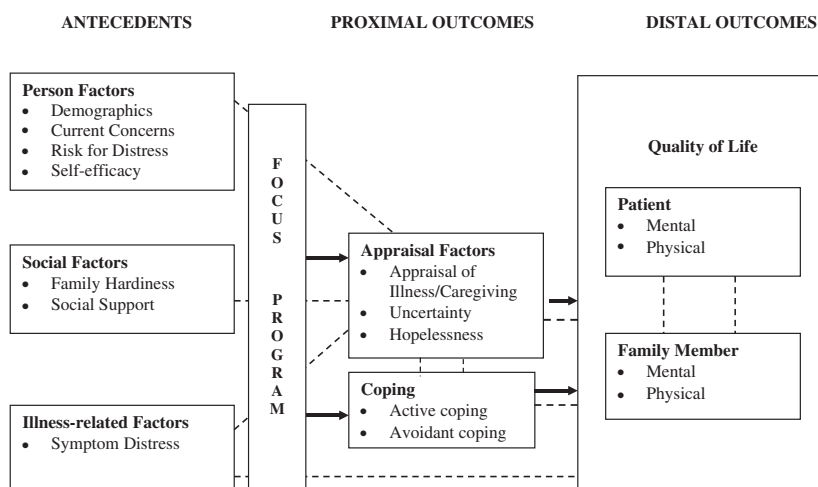 ANTECEDENTS
PROXIMAL OUTCOMES
DISTAL OUTCOMES
Person Factors
• Demographics
• Current Concerns
• Risk for Distress
• Self-efficacy
Social Factors
• Family Hardiness
• Social Support
Illness-related Factors
• Symptom Distress
F
O
C
U
S
P
R
O
G
R
A
M
Appraisal Factors
• Appraisal of
Illness/Caregiving
• Uncertainty
• Hopelessness
Coping
• Active coping
• Avoidant coping
Quality of Life
Patient
• Mental
• Physical
Family Member
• Mental
• Physical